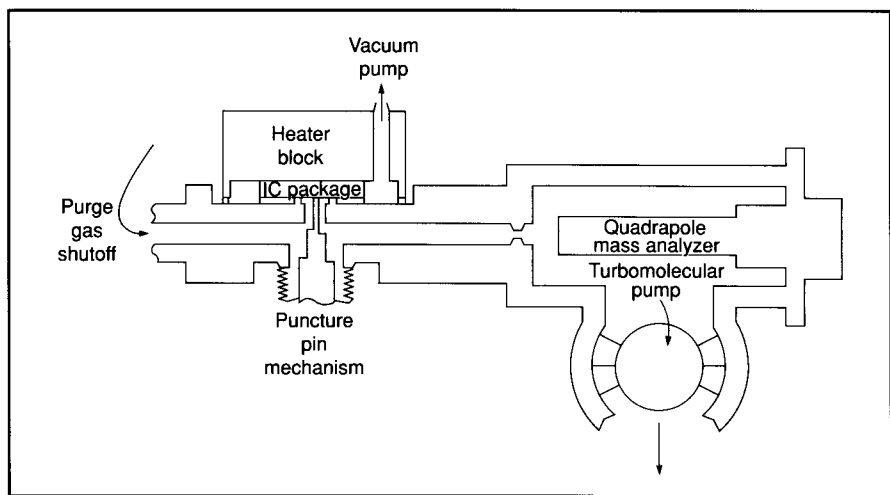 Vacuum
pump
Heater
block
IC package
Purge
gas
shutoff
Quadrapole
mass analyzer
Turbomolecular
pump
Puncture
pin
mechanism